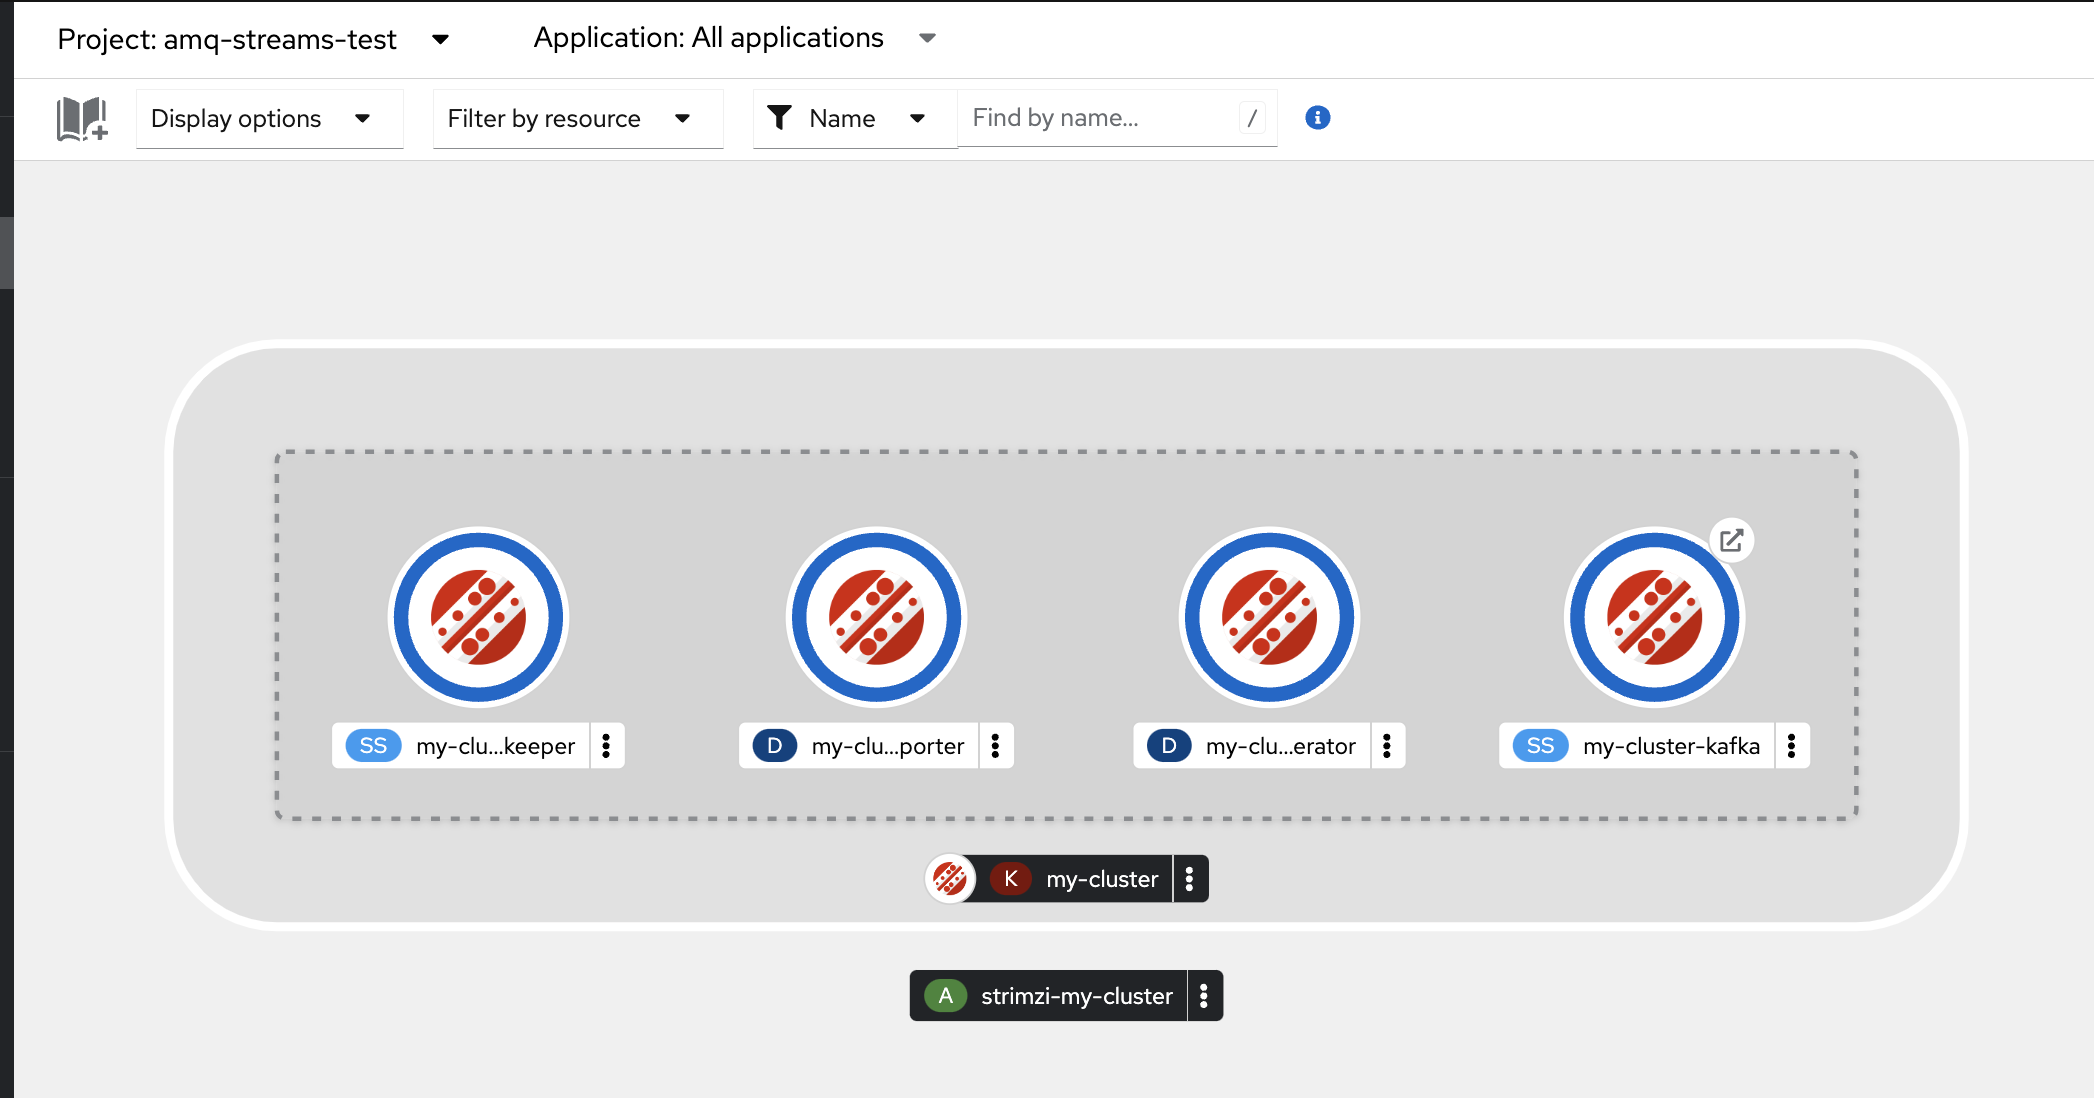 Project: amq-streams-test Application: All applications
Display options Filter by resource Name Find by name... /
SS my-clu...keeper D my-clu...porter D my-clu...erator SS my-cluster-kafka
K my-cluster
A strimzi-my-cluster